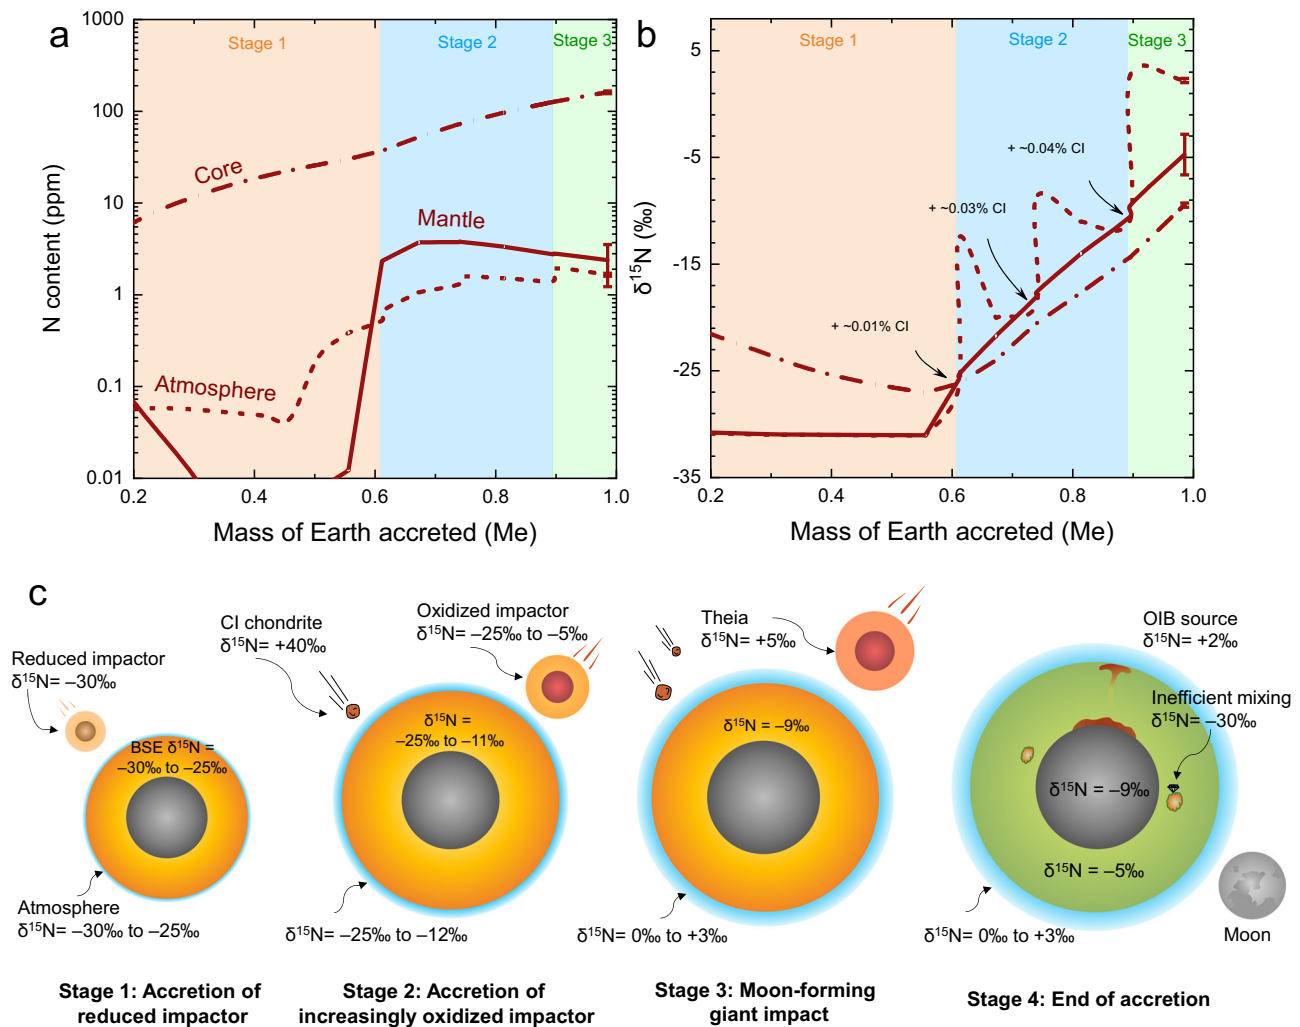 a
Stage 1
Stage 2
Stage 3
1000
100
10
1
0.1
0.01
N content (ppm)
Core
Mantle
Atmosphere
0.2
0.4
0.6
0.8
1.0
Mass of Earth accreted (Me)
b
Stage 1
Stage 2
Stage 3
5
-5
-15
-25
-35
δ¹⁵N (‰)
+ ~0.04% CI
+ ~0.03% CI
+ ~0.01% CI
0.2
0.4
0.6
0.8
1.0
Mass of Earth accreted (Me)
c
Reduced impactor
δ¹⁵N= –30‰
BSE δ¹⁵N =
–30‰ to –25‰
Atmosphere
δ¹⁵N= –30‰ to –25‰
Stage 1: Accretion of
reduced impactor
CI chondrite
δ¹⁵N= +40‰
Oxidized impactor
δ¹⁵N= –25‰ to –5‰
δ¹⁵N =
–25‰ to –11‰
δ¹⁵N= –25‰ to –12‰
Stage 2: Accretion of
increasingly oxidized impactor
Theia
δ¹⁵N= +5‰
δ¹⁵N = –9‰
δ¹⁵N= 0‰ to +3‰
Stage 3: Moon-forming
giant impact
OIB source
δ¹⁵N= +2‰
Inefficient mixing
δ¹⁵N= –30‰
δ¹⁵N = –9‰
δ¹⁵N = –5‰
δ¹⁵N= 0‰ to +3‰
Moon
Stage 4: End of accretion